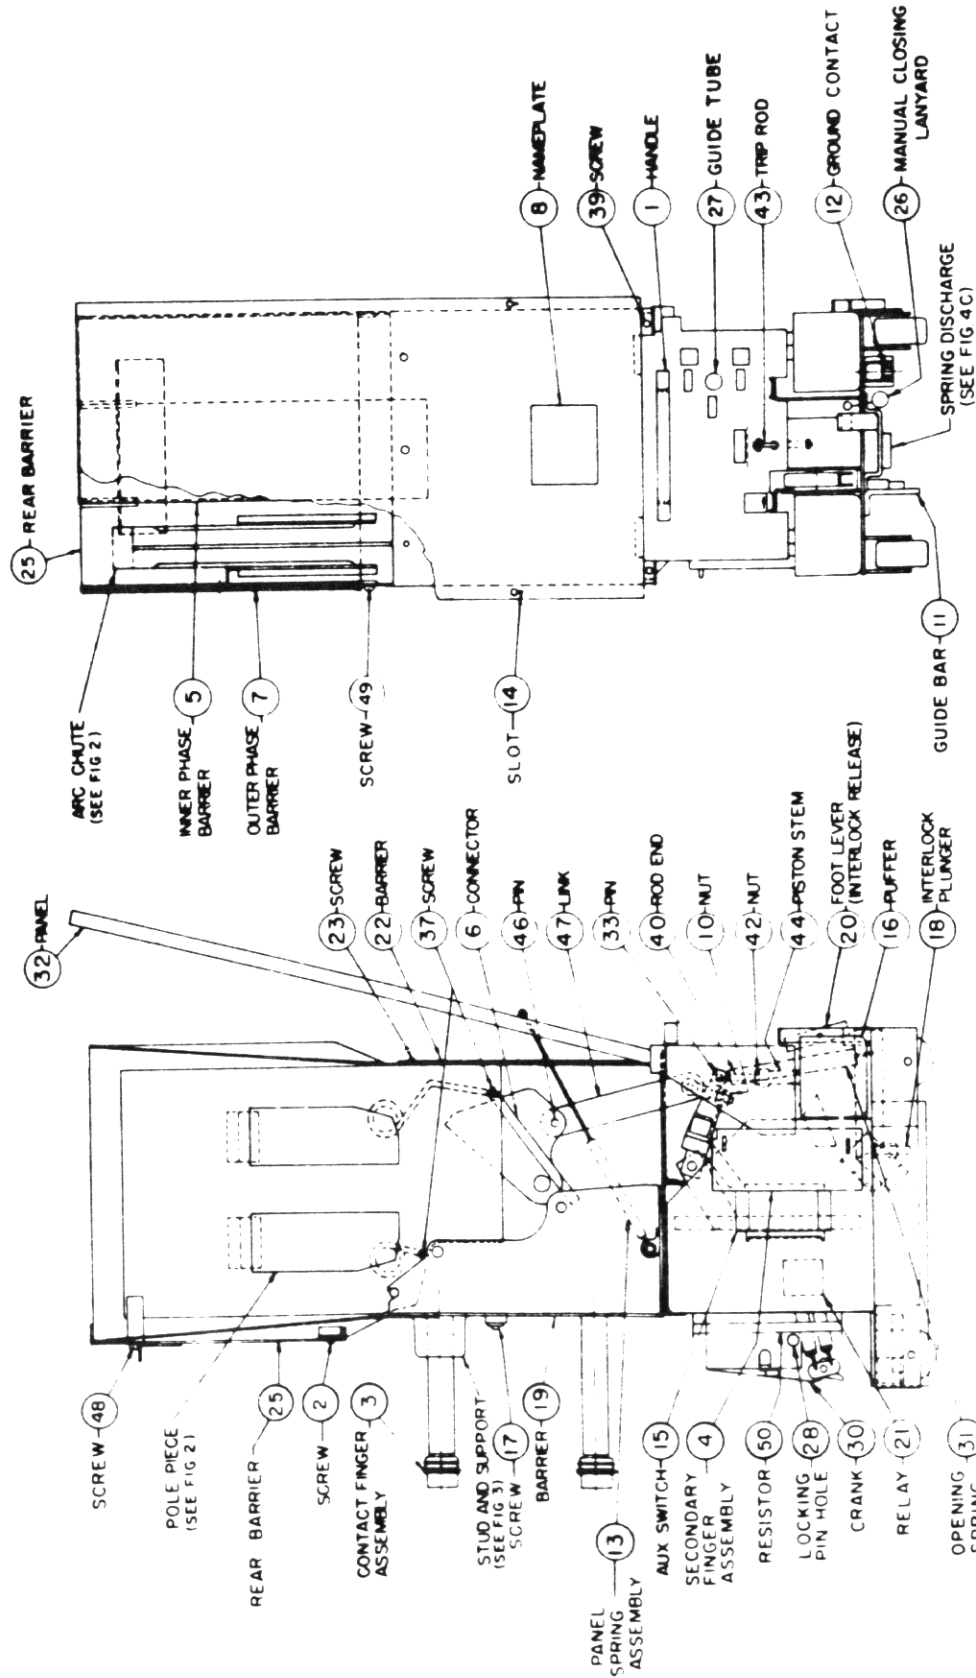 25 - REAR BARRIER
ARC CHUTE
(SEE FIG 2)
INNER PHASE 5
BARRIER
OUTER PHASE 7
BARRIER
SCREW - 49
SLOT - 14
GUIDE BAR - 11
8 - NAMEPLATE
39 - SCREW
1 - HANDLE
27 - GUIDE TUBE
43 - TRIP ROD
12 - GROUND CONTACT
26 - MANUAL CLOSING
LANYARD
SPRING DISCHARGE
(SEE FIG 4C)
SCREW - 48
POLE PIECE
(SEE FIG 2)
REAR BARRIER 25
SCREW - 2
CONTACT FINGER 3
ASSEMBLY
STUD AND SUPPORT
(SEE FIG 3)
SCREW 17
BARRIER 19
PANEL
SPRING 13
ASSEMBLY
AUX SWITCH - 15
SECONDARY
FINGER 4
ASSEMBLY
RESISTOR - 50
LOCKING
PIN HOLE 28
CRANK 30
RELAY - 21
OPENING 31
SPRING
32 - PANEL
23 - SCREW
22 - BARRIER
37 - SCREW
6 - CONNECTOR
46 - PIN
47 - LINK
33 - PIN
40 - ROD END
10 - NUT
42 - NUT
44 - PISTON STEM
20 FOOT LEVER
(INTERLOCK RELEASE)
16 - PUFFER
18 INTERLOCK
PLUNGER